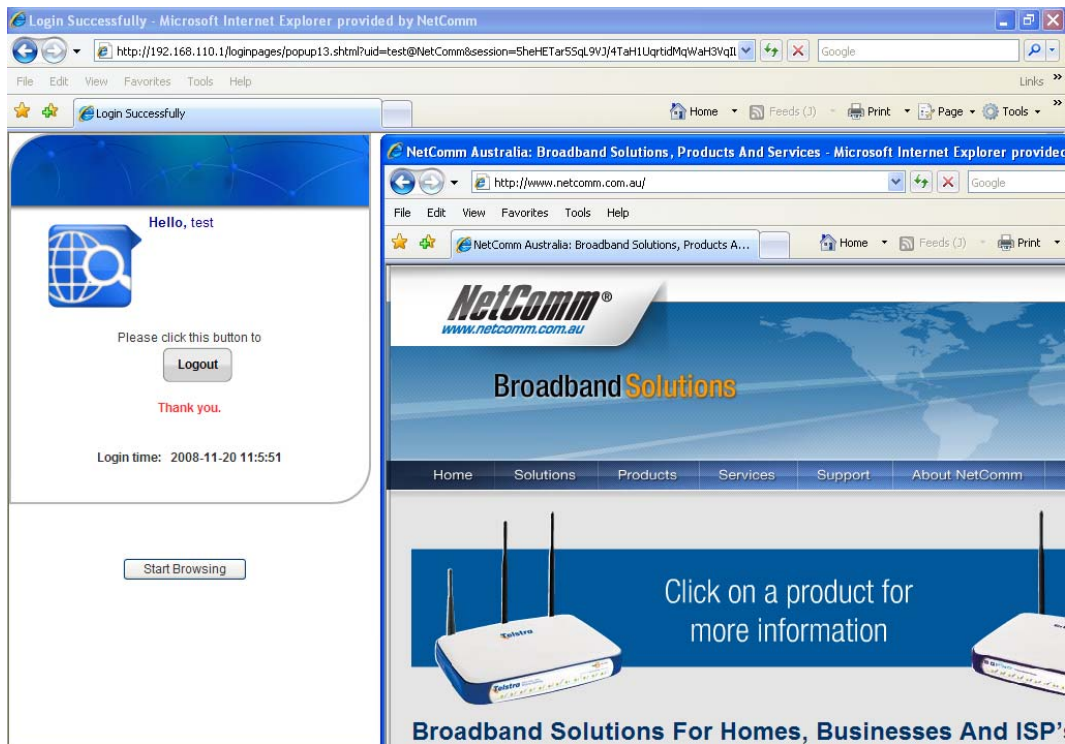 Login Successfully - Microsoft Internet Explorer provided by NetComm
http://192.168.110.1/loginpages/popup13.shtml?uid=test@NetComm&session=5heHETar5SqL9VJ/4TaH1UqrtidMqWaH3VqIL
Google
File Edit View Favorites Tools Help
Links »
Login Successfully
Home Feeds (J) Print Page Tools »
Hello, test
Please click this button to
Logout
Thank you.
Login time: 2008-11-20 11:5:51
Start Browsing
NetComm Australia: Broadband Solutions, Products And Services - Microsoft Internet Explorer provided
http://www.netcomm.com.au/
Google
File Edit View Favorites Tools Help
NetComm Australia: Broadband Solutions, Products A...
Home Feeds (J) Print
NetComm®
www.netcomm.com.au
Broadband Solutions
Home Solutions Products Services Support About NetComm
Click on a product for
more information
Telstra
Telstra
Broadband Solutions For Homes, Businesses And ISP's